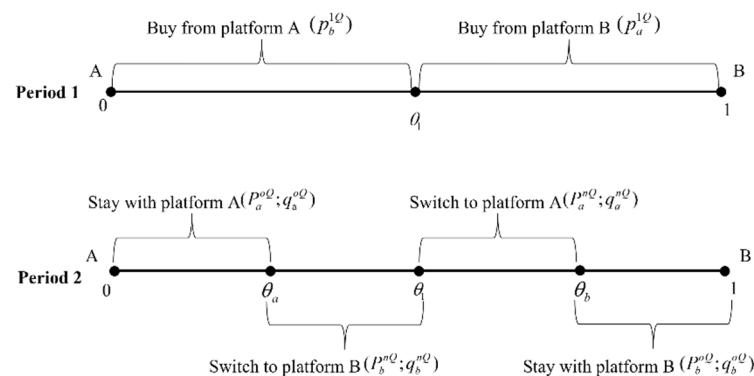 Buy from platform A (p_b^{1Q}) Buy from platform B (p_a^{1Q})
A B
Period 1
0 θ_1 1
Stay with platform A(P_a^{oQ};q_a^{oQ}) Switch to platform A(P_a^{nQ};q_a^{nQ})
A B
Period 2
0 θ_a θ_1 θ_b 1
Switch to platform B(P_b^{nQ};q_b^{nQ}) Stay with platform B (P_b^{oQ};q_b^{oQ})